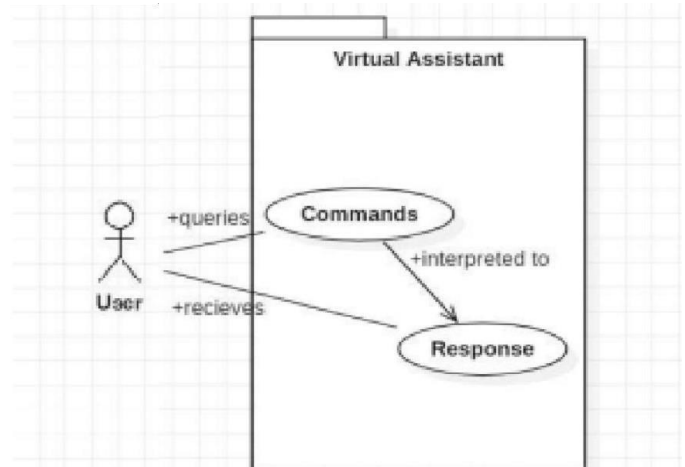 Virtual Assistant
+queries
Commands
+interpreted to
User
+recieves
Response